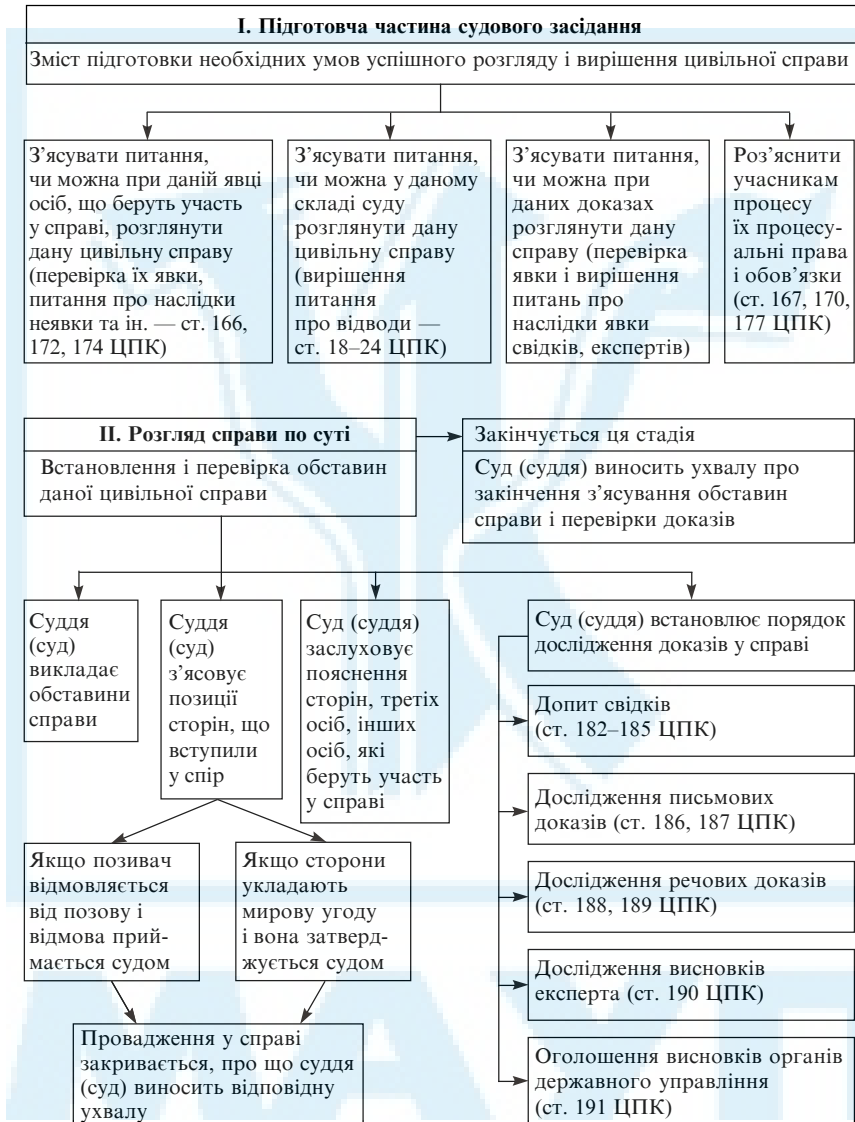 І. Підготовча частина судового засідання
Зміст підготовки необхідних умов успішного розгляду і вирішення цивільної справи
З’ясувати питання,
чи можна при даній явці
осіб, що беруть участь
у справі, розглянути
дану цивільну справу
(перевірка їх явки,
питання про наслідки
неявки та ін. — ст. 166,
172, 174 ЦПК)
З’ясувати питання,
чи можна у даному
складі суду
розглянути дану
цивільну справу
(вирішення
питання
про відводи —
ст. 18–24 ЦПК)
З’ясувати питання,
чи можна при
даних доказах
розглянути дану
справу (перевірка
явки і вирішення
питань про
наслідки явки
свідків, експертів)
Роз’яснити
учасникам
процесу
їх процесу-
альні права
і обов’язки
(ст. 167, 170,
177 ЦПК)
ІІ. Розгляд справи по суті
Встановлення і перевірка обставин
даної цивільної справи
Закінчується ця стадія
Суд (суддя) виносить ухвалу про
закінчення з’ясування обставин
справи і перевірки доказів
Суддя
(суд)
викладає
обставини
справи
Суддя
(суд)
з’ясовує
позиції
сторін, що
вступили
у спір
Суд (суддя)
заслуховує
пояснення
сторін, третіх
осіб, інших
осіб, які
беруть участь
у справі
Суд (суддя) встановлює порядок
дослідження доказів у справі
Допит свідків
(ст. 182–185 ЦПК)
Дослідження письмових
доказів (ст. 186, 187 ЦПК)
Дослідження речових доказів
(ст. 188, 189 ЦПК)
Дослідження висновків
експерта (ст. 190 ЦПК)
Оголошення висновків органів
державного управління
(ст. 191 ЦПК)
Якщо позивач
відмовляється
від позову і
відмова прий-
мається судом
Якщо сторони
укладають
мирову угоду
і вона затверд-
жується судом
Провадження у справі
закривається, про що суддя
(суд) виносить відповідну
ухвалу
МАУП